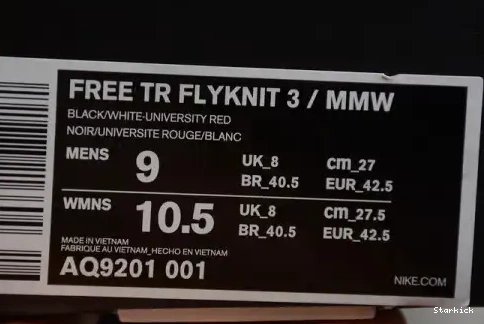 FREE TR FLYKNIT 3 / MMW
BLACK/WHITE-UNIVERSITY RED
NOIR/UNIVERSITE ROUGE/BLANC
MENS 9 UK_8 cm_27
BR_40.5 EUR_42.5
WMNS 10.5 UK_8 cm_27.5
BR_40.5 EUR_42.5
MADE IN VIETNAM
FABRIQUE AU VIETNAM_HECHO EN VIETNAM
AQ9201 001
NIKE.COM
Starkick